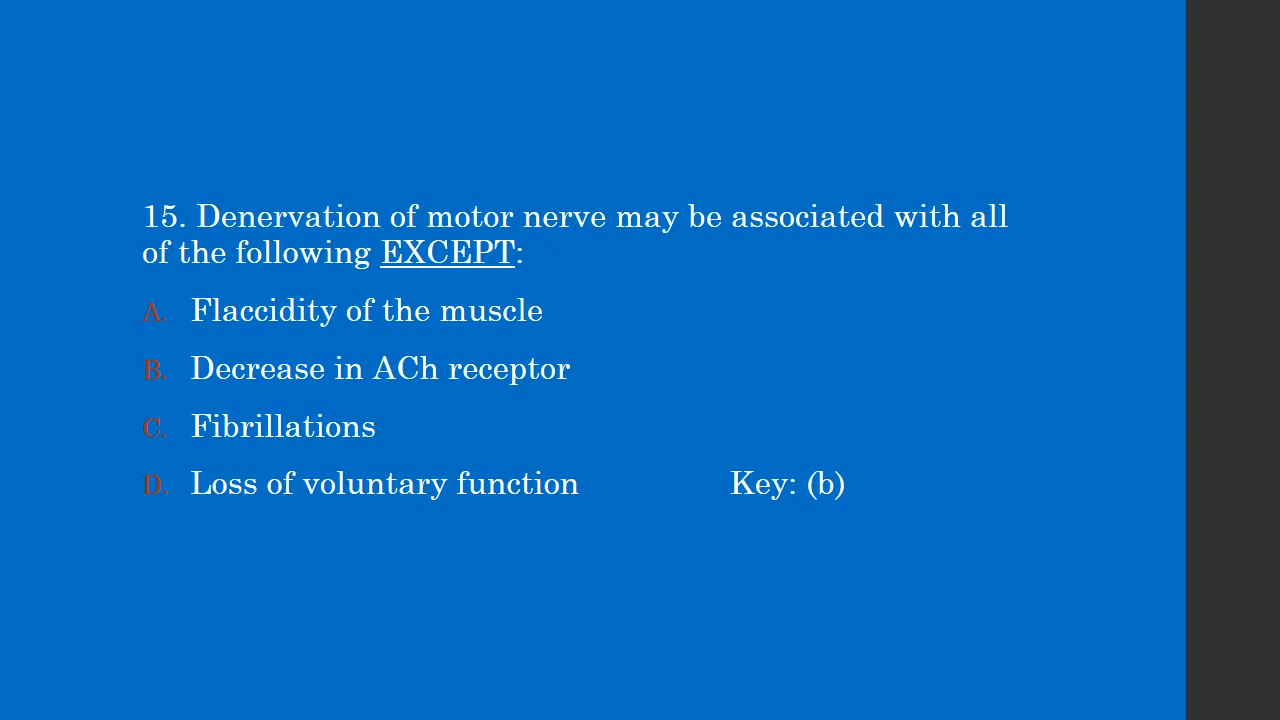 15. Denervation of motor nerve may be associated with all
of the following EXCEPT:
A. Flaccidity of the muscle
B. Decrease in ACh receptor
C. Fibrillations
D. Loss of voluntary function Key: (b)